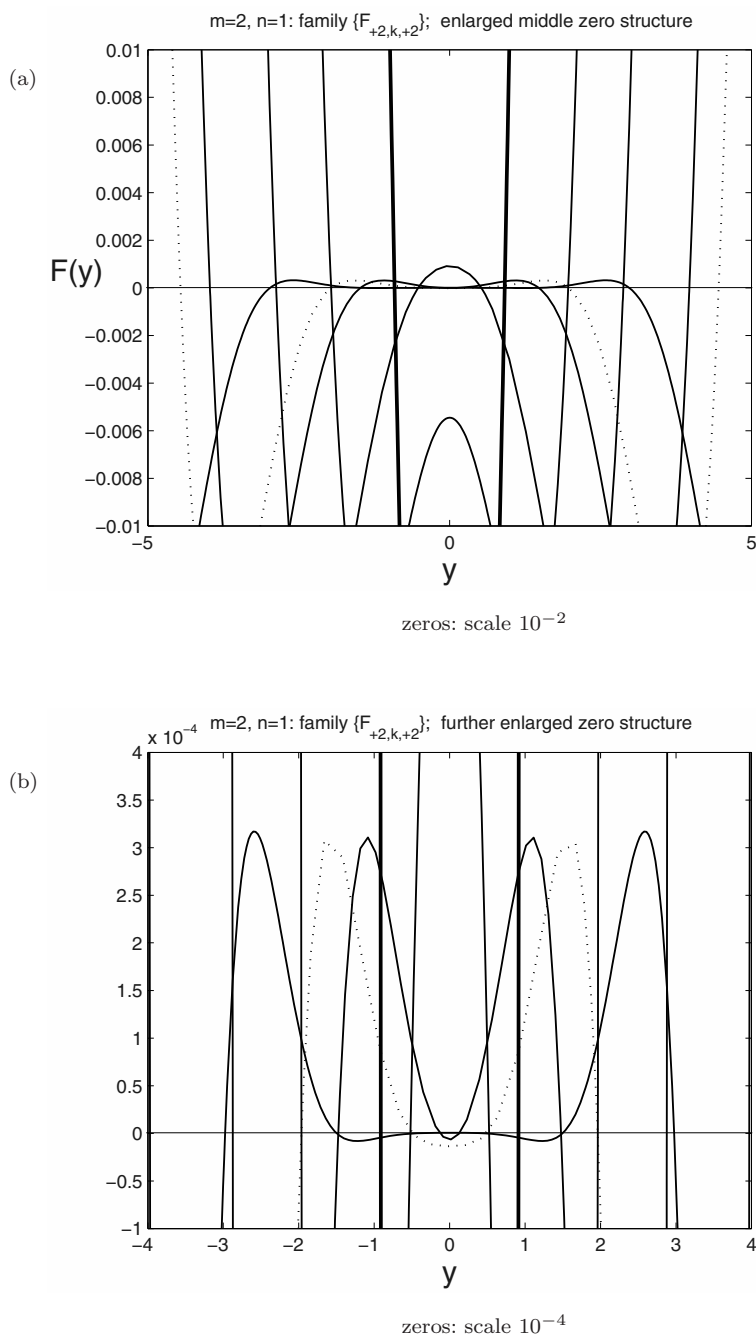 m=2, n=1: family {F+2,k,+2}; enlarged middle zero structure
(a)
0.01
0.008
0.006
0.004
0.002
F(y)
0
−0.002
−0.004
−0.006
−0.008
−0.01
−5 0 5
y
zeros: scale 10−2
m=2, n=1: family {F+2,k,+2}; further enlarged zero structure
x 10−4
(b)
4
3.5
3
2.5
2
1.5
1
0.5
0
−0.5
−1
−4 −3 −2 −1 0 1 2 3 4
y
zeros: scale 10−4